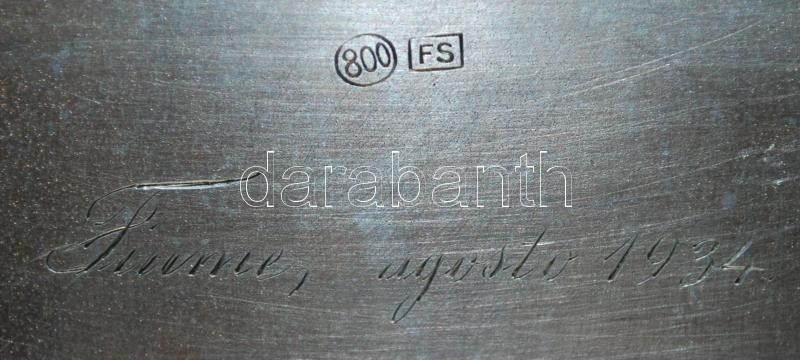 800 FS
darabanth
Fiume, agosto 1934.